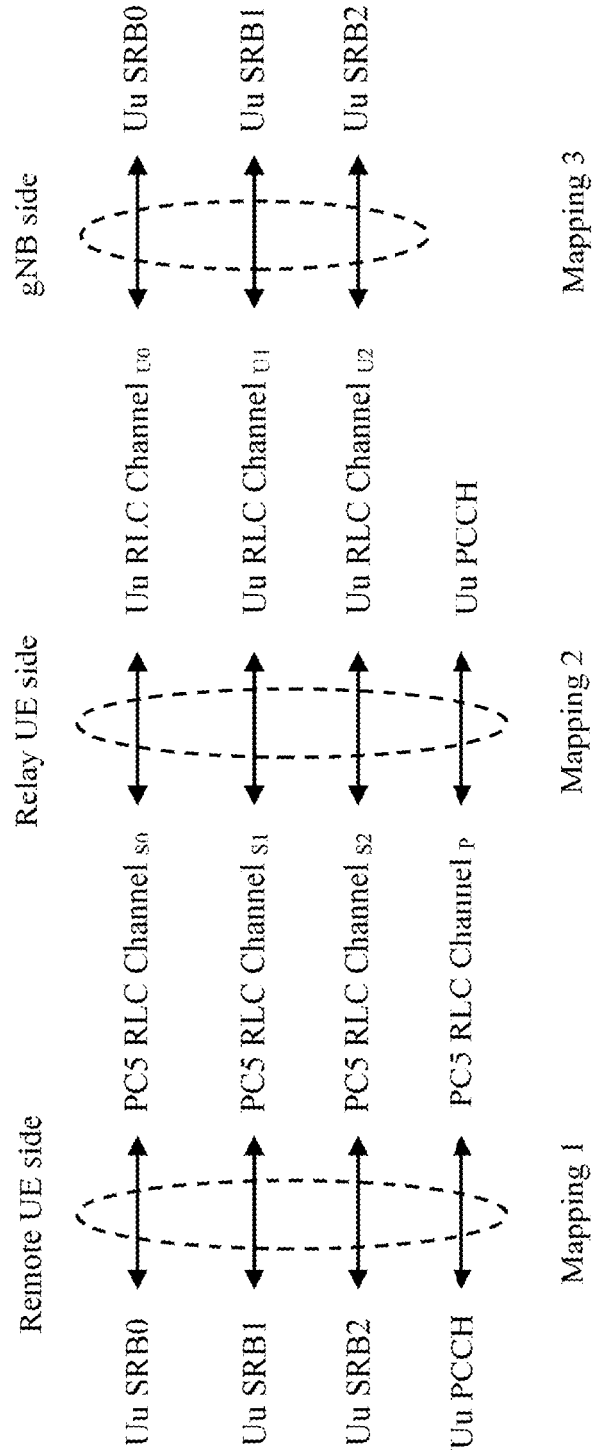 Remote UE side
Relay UE side
gNB side
Uu SRB0
PC5 RLC Channel S0
Uu RLC Channel U0
Uu SRB0
Uu SRB1
PC5 RLC Channel S1
Uu RLC Channel U1
Uu SRB1
Uu SRB2
PC5 RLC Channel S2
Uu RLC Channel U2
Uu SRB2
Uu PCCH
PC5 RLC Channel P
Uu PCCH
Mapping 1
Mapping 2
Mapping 3